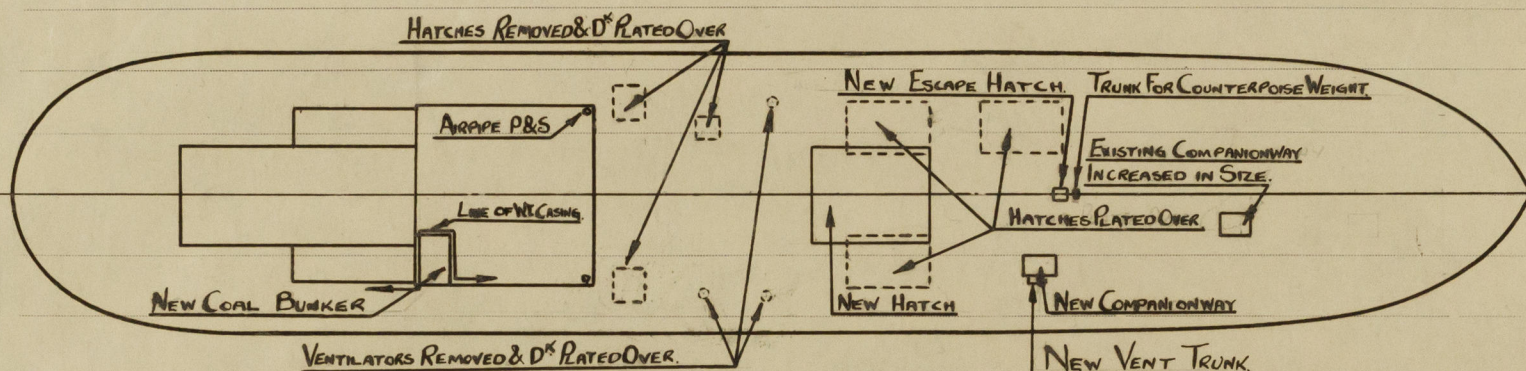 HATCHES REMOVED & DK PLATED OVER
NEW ESCAPE HATCH.
TRUNK FOR COUNTERPOISE WEIGHT.
AIRPIPE P&S
EXISTING COMPANIONWAY
INCREASED IN SIZE.
LINE OF W.T. CASING.
HATCHES PLATED OVER.
NEW COAL BUNKER
NEW HATCH
NEW COMPANIONWAY
VENTILATORS REMOVED & DK PLATED OVER.
NEW VENT TRUNK.